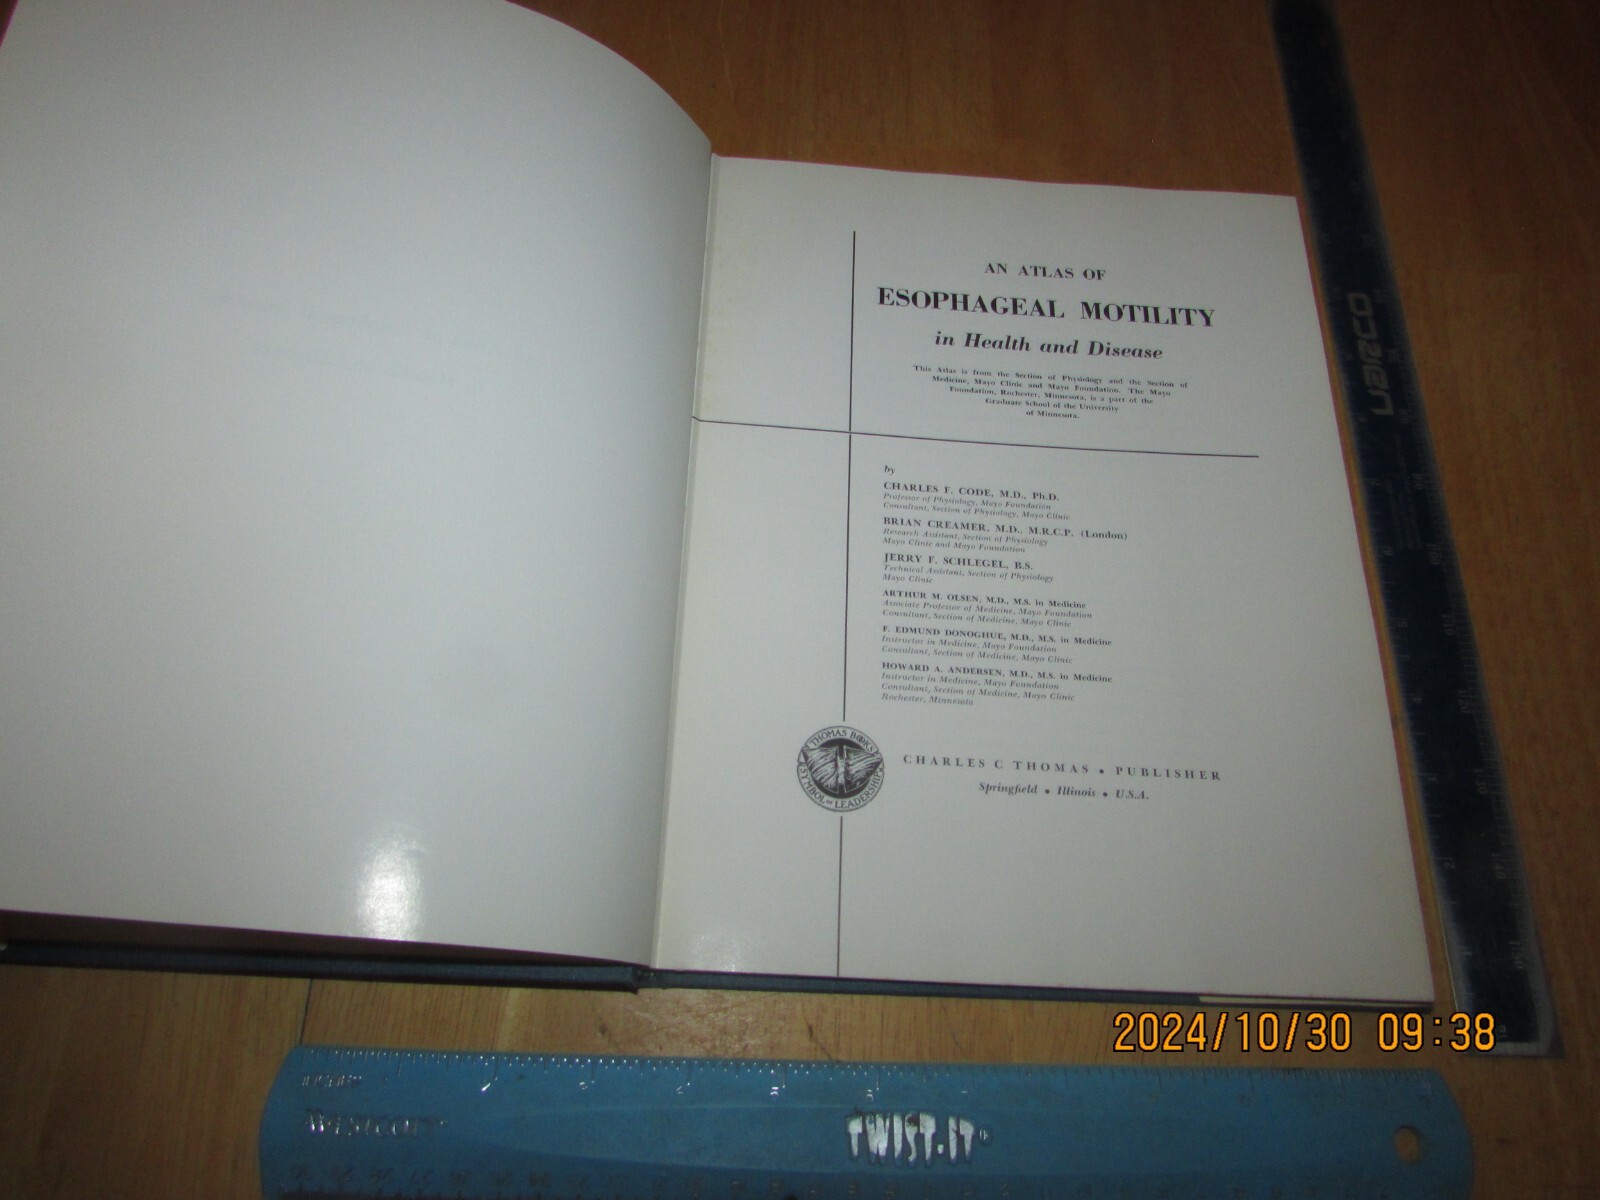 AN ATLAS OF
ESOPHAGEAL MOTILITY
in Health and Disease
This Atlas is from the Section of Physiology and the Section of
Medicine, Mayo Clinic and Mayo Foundation. The Mayo
Foundation, Rochester, Minnesota, is a part of the
Graduate School of the University
of Minnesota.
by
CHARLES F. CODE, M.D., Ph.D.
Professor of Physiology, Mayo Foundation
Consultant, Section of Physiology, Mayo Clinic
BRIAN CREAMER, M.D., M.R.C.P. (London)
Research Assistant, Section of Physiology
Mayo Clinic and Mayo Foundation
JERRY F. SCHLEGEL, B.S.
Technical Assistant, Section of Physiology
Mayo Clinic
ARTHUR M. OLSEN, M.D., M.S. in Medicine
Associate Professor of Medicine, Mayo Foundation
Consultant, Section of Medicine, Mayo Clinic
F. EDMUND DONOGHUE, M.D., M.S. in Medicine
Instructor in Medicine, Mayo Foundation
Consultant, Section of Medicine, Mayo Clinic
HOWARD A. ANDERSEN, M.D., M.S. in Medicine
Instructor in Medicine, Mayo Foundation
Consultant, Section of Medicine, Mayo Clinic
Rochester, Minnesota
THOMAS BOOKS
SYMBOL OF LEADERSHIP
CHARLES C THOMAS • PUBLISHER
Springfield • Illinois • U.S.A.
UARCO
2024/10/30 09:38
INCHES
WESTCOTT
TWIST-IT®